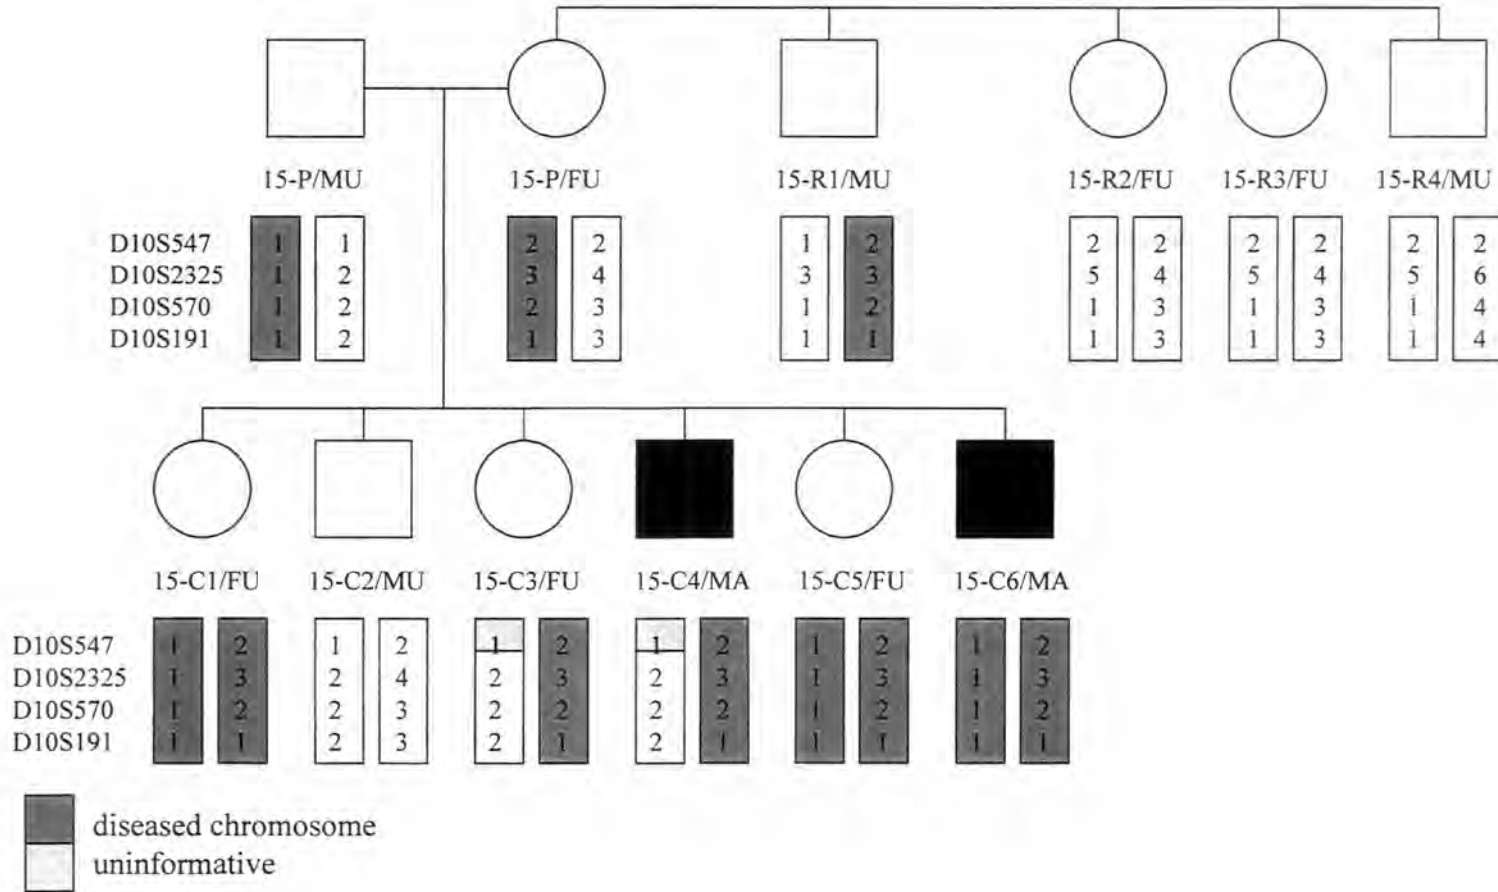 15-P/MU 15-P/FU 15-R1/MU 15-R2/FU 15-R3/FU 15-R4/MU
D10S547 1 1 2 2 1 2 2 2 2 2 2 2
D10S2325 1 2 3 4 3 3 5 4 5 4 5 6
D10S570 1 2 2 3 1 2 1 3 1 3 1 4
D10S191 1 2 1 3 1 1 1 3 1 3 1 4
15-C1/FU 15-C2/MU 15-C3/FU 15-C4/MA 15-C5/FU 15-C6/MA
D10S547 1 2 1 2 1 2 1 2 1 2 1 2
D10S2325 1 3 2 4 2 3 2 3 1 3 1 3
D10S570 1 2 2 3 2 2 2 2 1 2 1 2
D10S191 1 1 2 3 2 1 2 1 1 1 1 1
diseased chromosome
uninformative